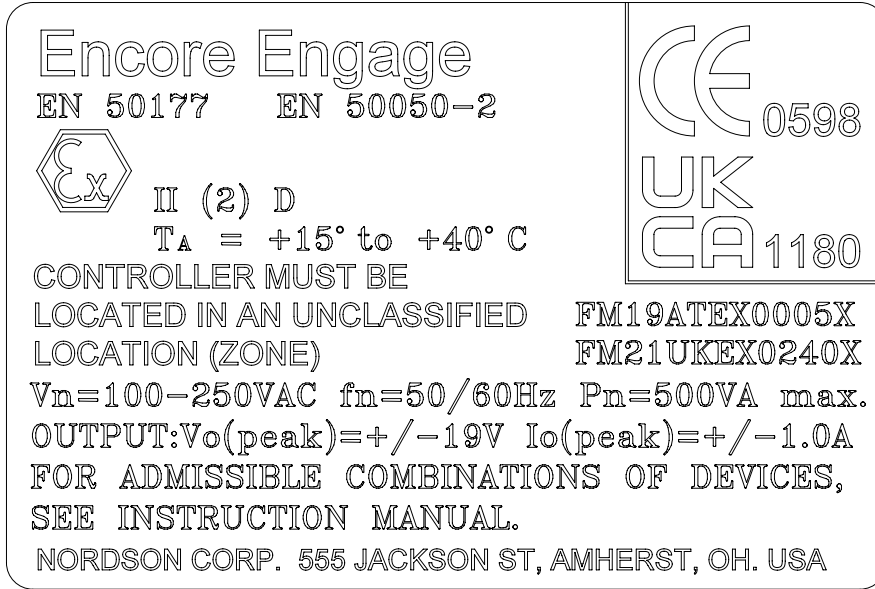 Encore Engage
EN 50177 EN 50050-2
Ex
II (2) D
TA = +15° to +40° C
CE 0598
UK
CA 1180
CONTROLLER MUST BE
LOCATED IN AN UNCLASSIFIED
LOCATION (ZONE)
FM19ATEX0005X
FM21UKEX0240X
Vn=100-250VAC fn=50/60Hz Pn=500VA max.
OUTPUT:Vo(peak)=+/-19V Io(peak)=+/-1.0A
FOR ADMISSIBLE COMBINATIONS OF DEVICES,
SEE INSTRUCTION MANUAL.
NORDSON CORP. 555 JACKSON ST, AMHERST, OH. USA